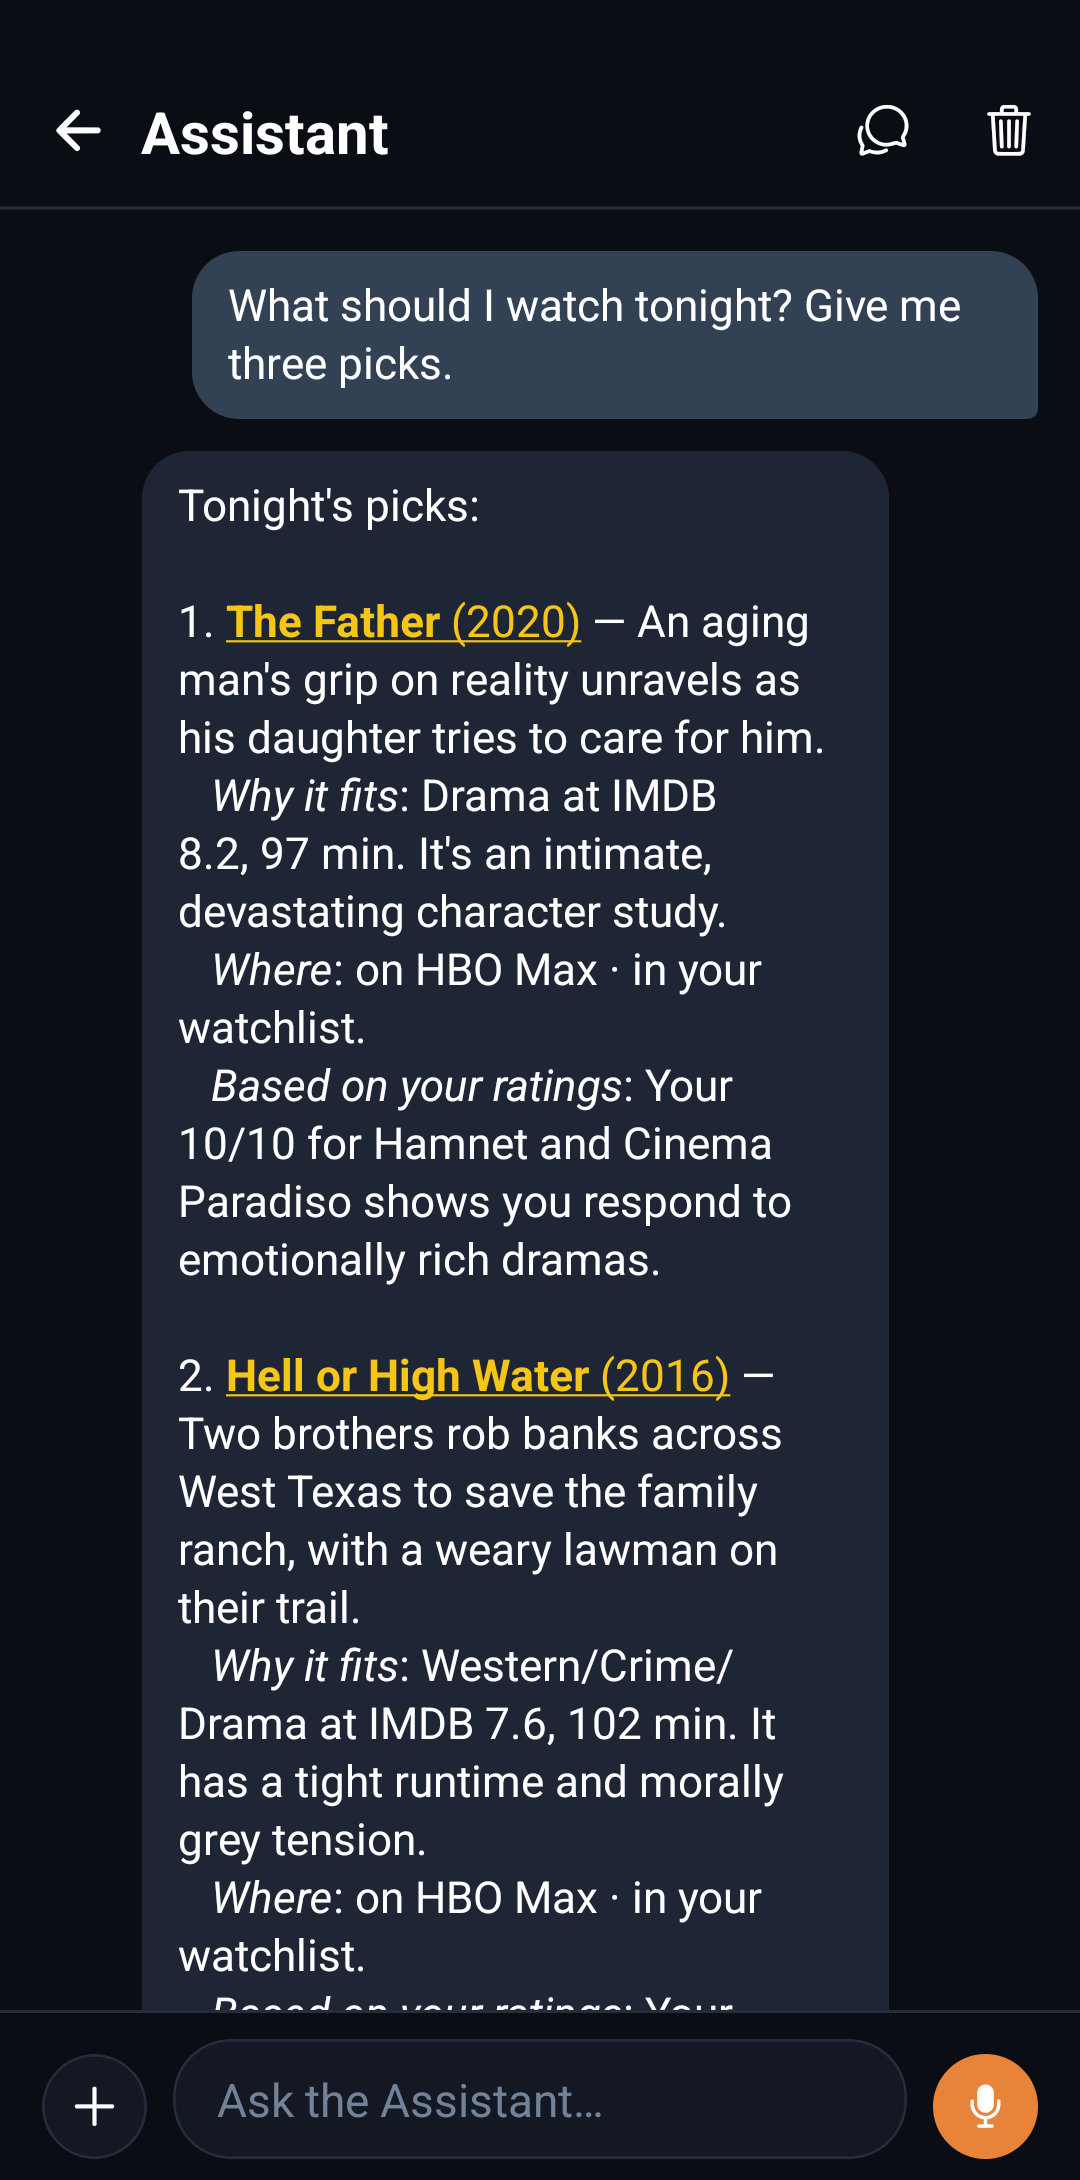 Assistant
What should I watch tonight? Give me
three picks.
Tonight's picks:
1. The Father (2020) — An aging
man's grip on reality unravels as
his daughter tries to care for him.
Why it fits: Drama at IMDB
8.2, 97 min. It's an intimate,
devastating character study.
Where: on HBO Max · in your
watchlist.
Based on your ratings: Your
10/10 for Hamnet and Cinema
Paradiso shows you respond to
emotionally rich dramas.
2. Hell or High Water (2016) —
Two brothers rob banks across
West Texas to save the family
ranch, with a weary lawman on
their trail.
Why it fits: Western/Crime/
Drama at IMDB 7.6, 102 min. It
has a tight runtime and morally
grey tension.
Where: on HBO Max · in your
watchlist.
Based on your ratings: Your
Ask the Assistant...